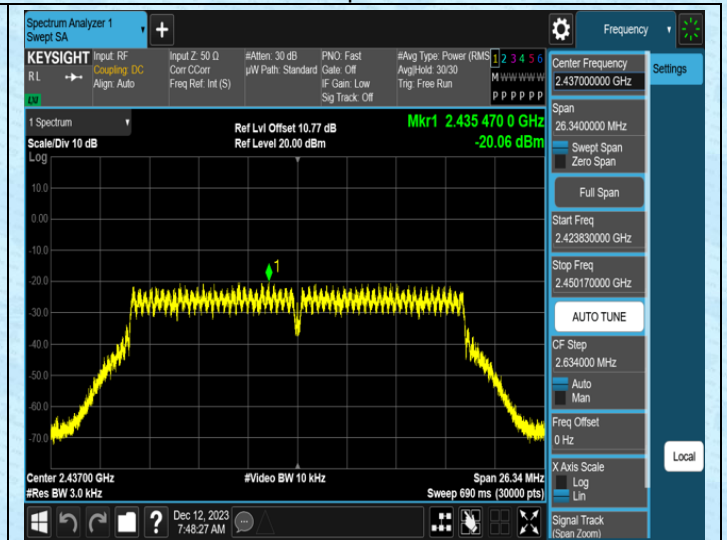 Spectrum Analyzer 1
Swept SA
+
Frequency
KEYSIGHT
RL
LXI
Input: RF
Coupling: DC
Align: Auto
Input Z: 50 Ω
Corr CCorr
Freq Ref: Int (S)
#Atten: 30 dB
µW Path: Standard
PNO: Fast
Gate: Off
IF Gain: Low
Sig Track: Off
#Avg Type: Power (RMS
Avg|Hold: 30/30
Trig: Free Run
1 2 3 4 5 6
M W W W W W
P P P P P P
1 Spectrum
Scale/Div 10 dB
Log
Ref Lvl Offset 10.77 dB
Ref Level 20.00 dBm
Mkr1 2.435 470 0 GHz
-20.06 dBm
10.0
0.00
-10.0
-20.0
-30.0
-40.0
-50.0
-60.0
-70.0
1
Center 2.43700 GHz
#Res BW 3.0 kHz
#Video BW 10 kHz
Span 26.34 MHz
Sweep 690 ms (30000 pts)
Center Frequency
2.437000000 GHz
Span
26.3400000 MHz
Swept Span
Zero Span
Full Span
Start Freq
2.423830000 GHz
Stop Freq
2.450170000 GHz
AUTO TUNE
CF Step
2.634000 MHz
Auto
Man
Freq Offset
0 Hz
X Axis Scale
Log
Lin
Signal Track
(Span Zoom)
Settings
Local
?
Dec 12, 2023
7:48:27 AM